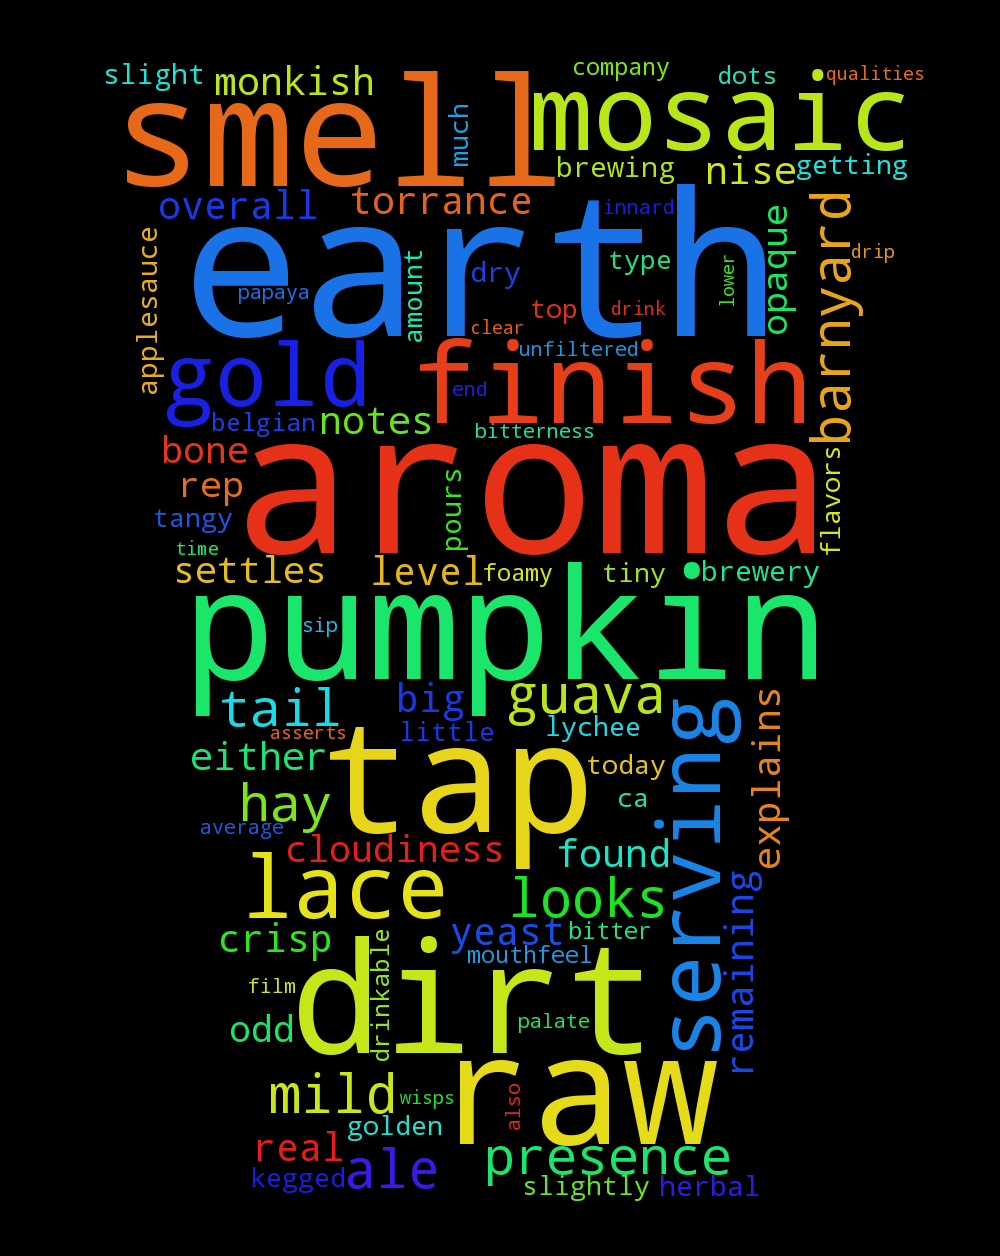 slight
monkish
company
dots
qualities
smell
much
mosaic
brewing
nise
getting
overall
torrance
innard
earth
opaque
barnyard
drip
applesauce
papaya
amount
dry
type
lower
top
drink
clear
gold
finish
unfiltered
end
belgian
notes
bitterness
bone
aroma
rep
pours
flavors
tangy
time
settles
level
foamy
tiny
brewery
pumpkin
sip
tail
big
guava
serving
explains
asserts
little
lychee
either
tap
today
hay
ca
average
cloudiness
found
lace
looks
remaining
crisp
yeast
bitter
dirt
drinkable
mouthfeel
film
odd
palate
mild
wisps
raw
also
golden
real
ale
presence
kegged
slightly
herbal